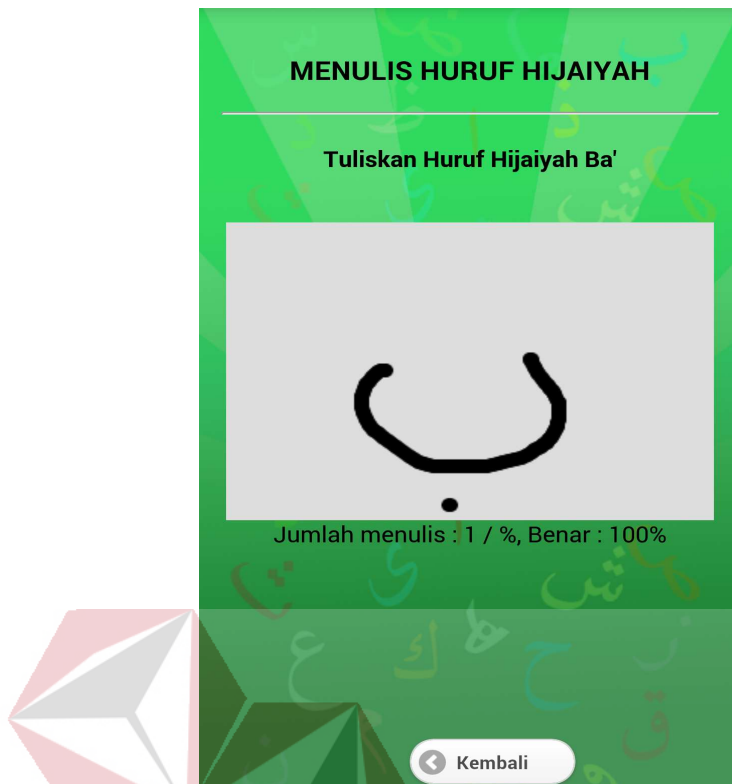 MENULIS HURUF HIJAIYAH
Tuliskan Huruf Hijaiyah Ba'
ب
Jumlah menulis : 1 / %, Benar : 100%
Kembali